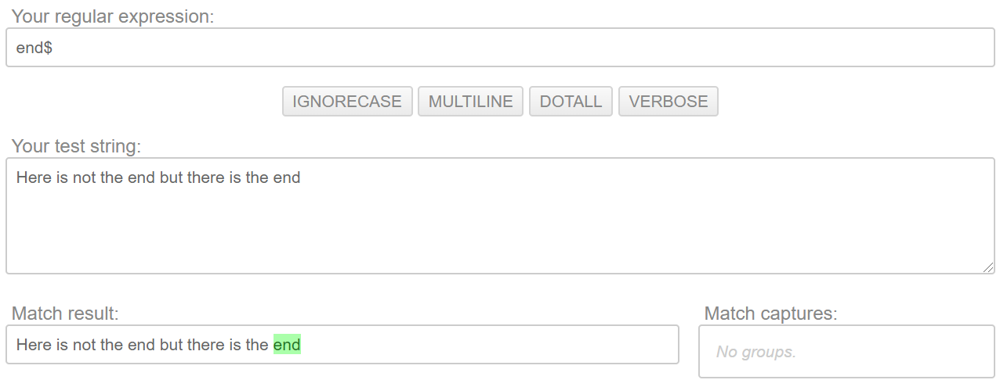 Your regular expression:
end$
IGNORECASE MULTILINE DOTALL VERBOSE
Your test string:
Here is not the end but there is the end
Match result:
Match captures:
Here is not the end but there is the end
No groups.